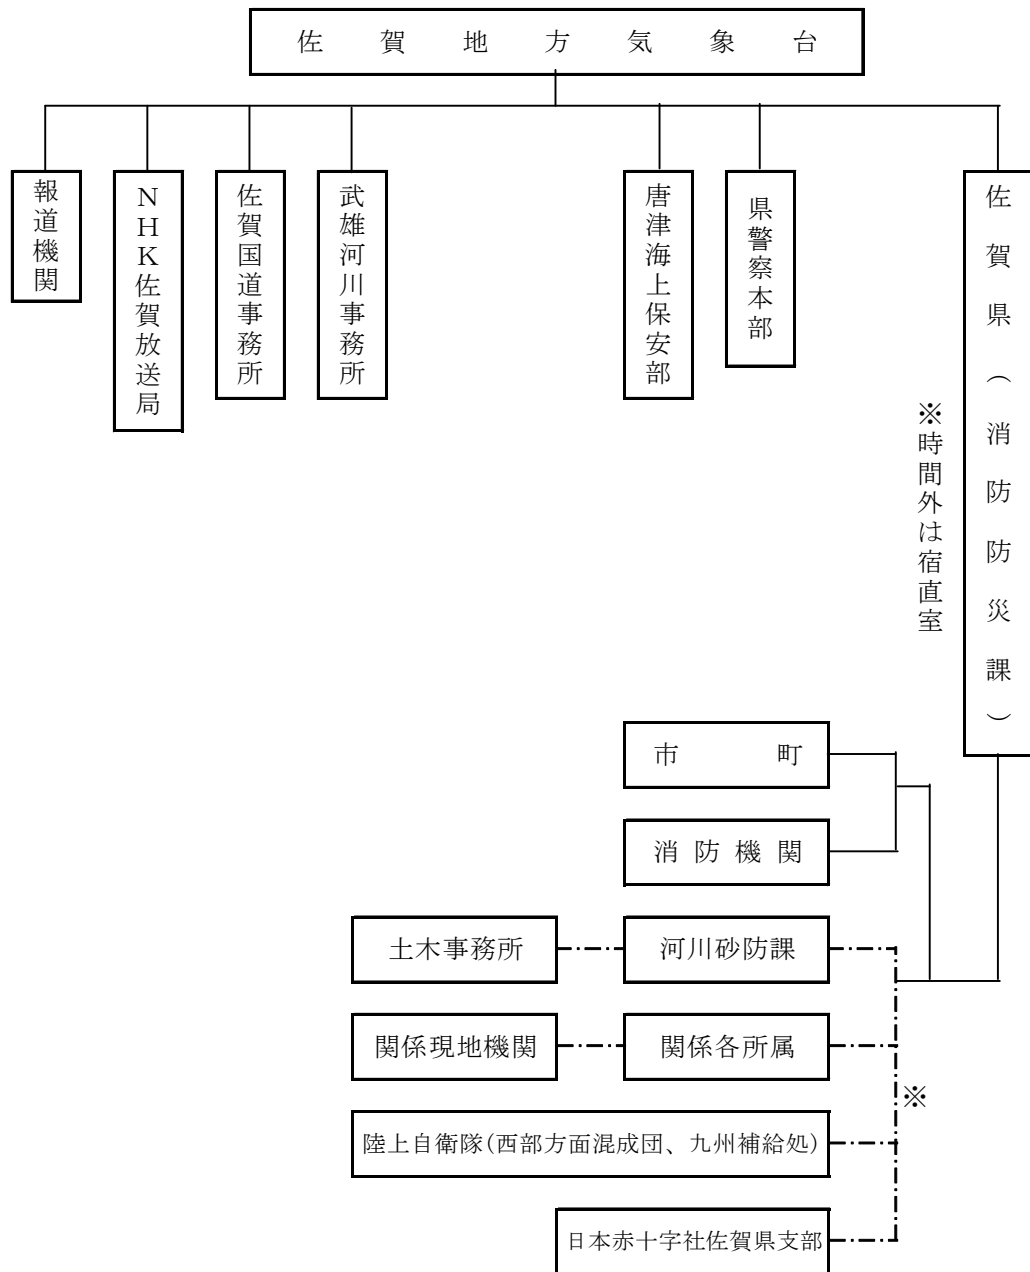 佐賀地方気象台
報道機関
NHK佐賀放送局
佐賀国道事務所
武雄河川事務所
唐津海上保安部
県警察本部
佐賀県(消防防災課)
※時間外は宿直室
市町
消防機関
土木事務所
河川砂防課
関係現地機関
関係各所属
※
陸上自衛隊(西部方面混成団、九州補給処)
日本赤十字社佐賀県支部